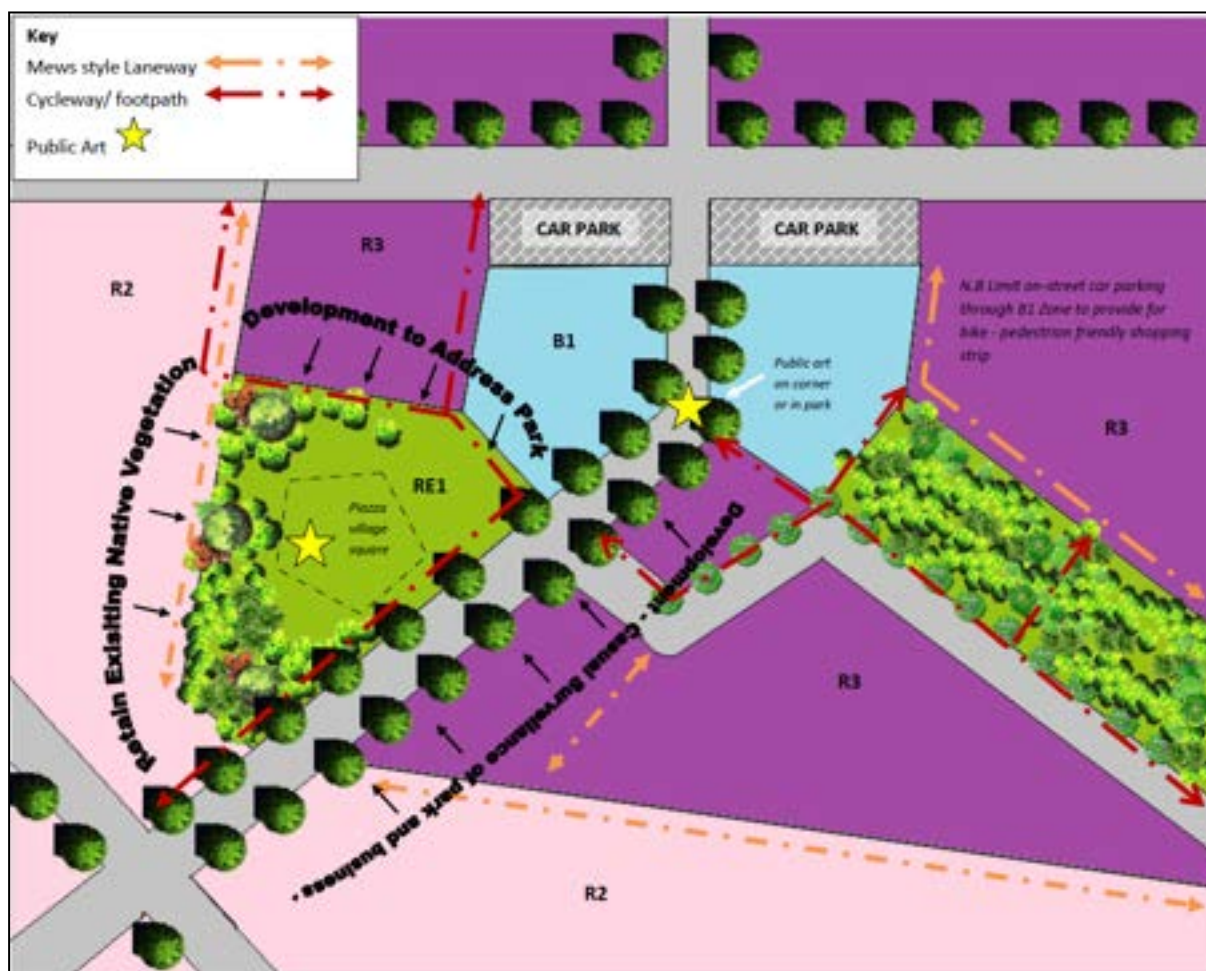 Key
Mews style Laneway
Cycleway/ footpath
Public Art
CAR PARK
CAR PARK
R3
R2
N.B Limit on-street car parking
through B1 Zone to provide for
bike - pedestrian friendly shopping
strip
Development to Address Park
B1
Public art
on corner
or in park
R3
Retain Exisiting Native Vegetation
RE1
Piazza
village
square
Development - Casual Surveliance of park and business .
R3
R2